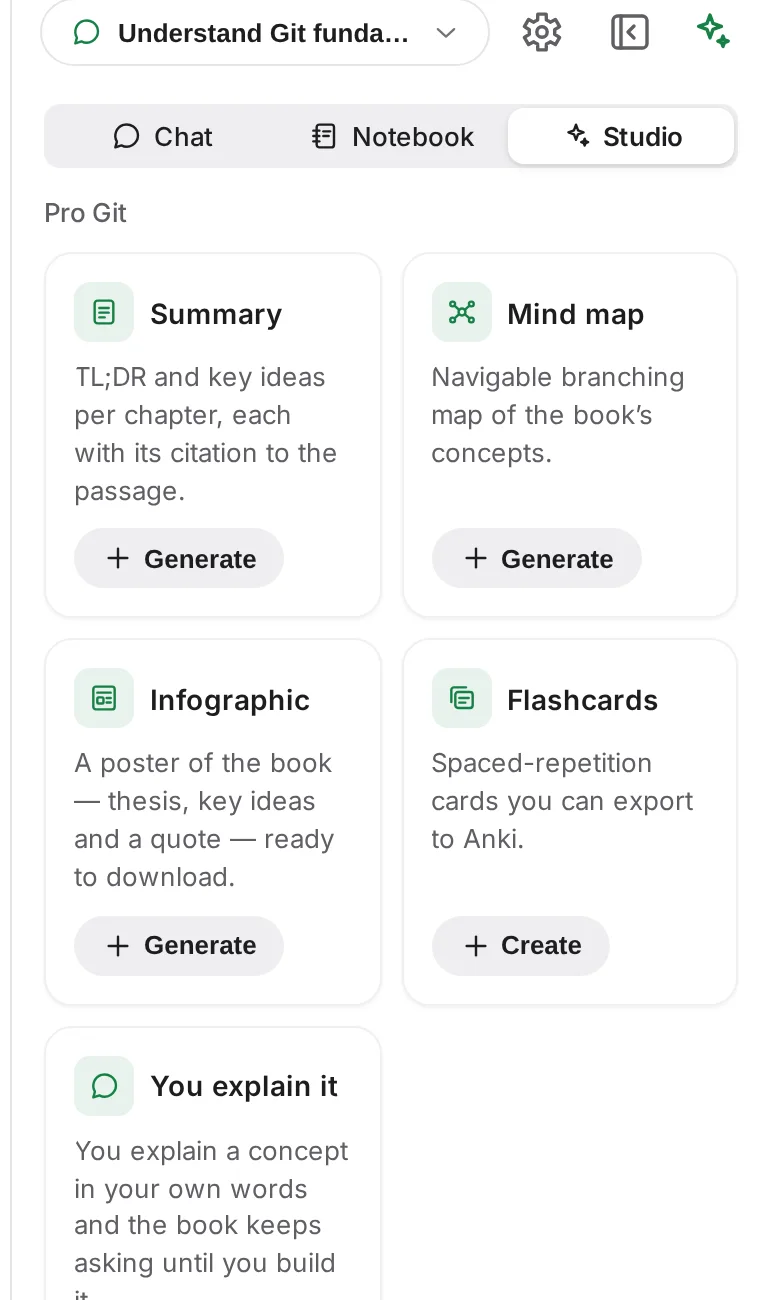 Understand Git funda...
Chat
Notebook
Studio
Pro Git
Summary
TL;DR and key ideas
per chapter, each
with its citation to the
passage.
Generate
Mind map
Navigable branching
map of the book’s
concepts.
Generate
Infographic
A poster of the book
— thesis, key ideas
and a quote — ready
to download.
Generate
Flashcards
Spaced-repetition
cards you can export
to Anki.
Create
You explain it
You explain a concept
in your own words
and the book keeps
asking until you build
it